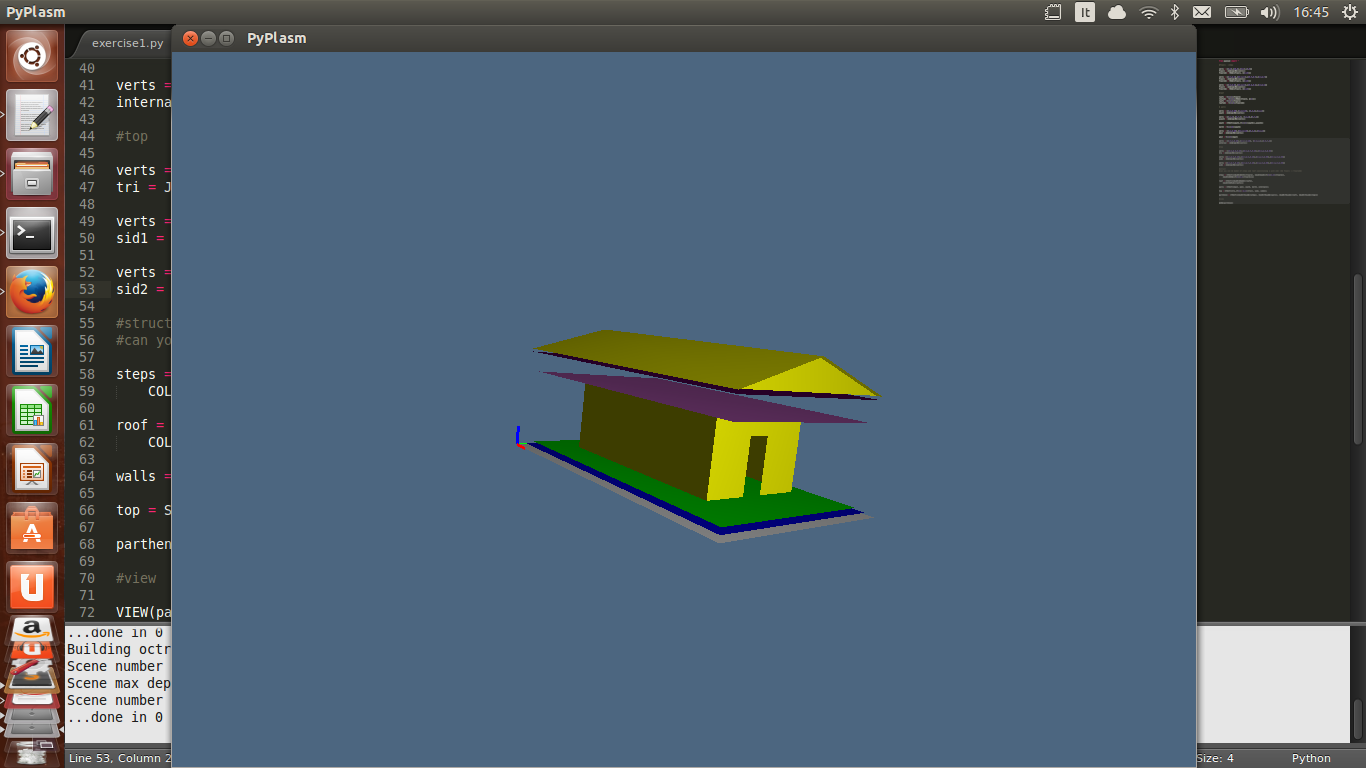 PyPlasm
It
16:45
PyPlasm
exercise1.py
40
41 verts =
42 interna
43
44 #top
45
46 verts =
47 tri = J
48
49 verts =
50 sid1 =
51
52 verts =
53 sid2 =
54
55 #struct
56 #can yo
57
58 steps =
59 COL
60
61 roof =
62 COL
63
64 walls =
65
66 top = S
67
68 parthen
69
70 #view
71
72 VIEW(pa
...done in 0
Building octr
Scene number
Scene max dep
Scene number
...done in 0
Line 53, Column 2
Size: 4
Python